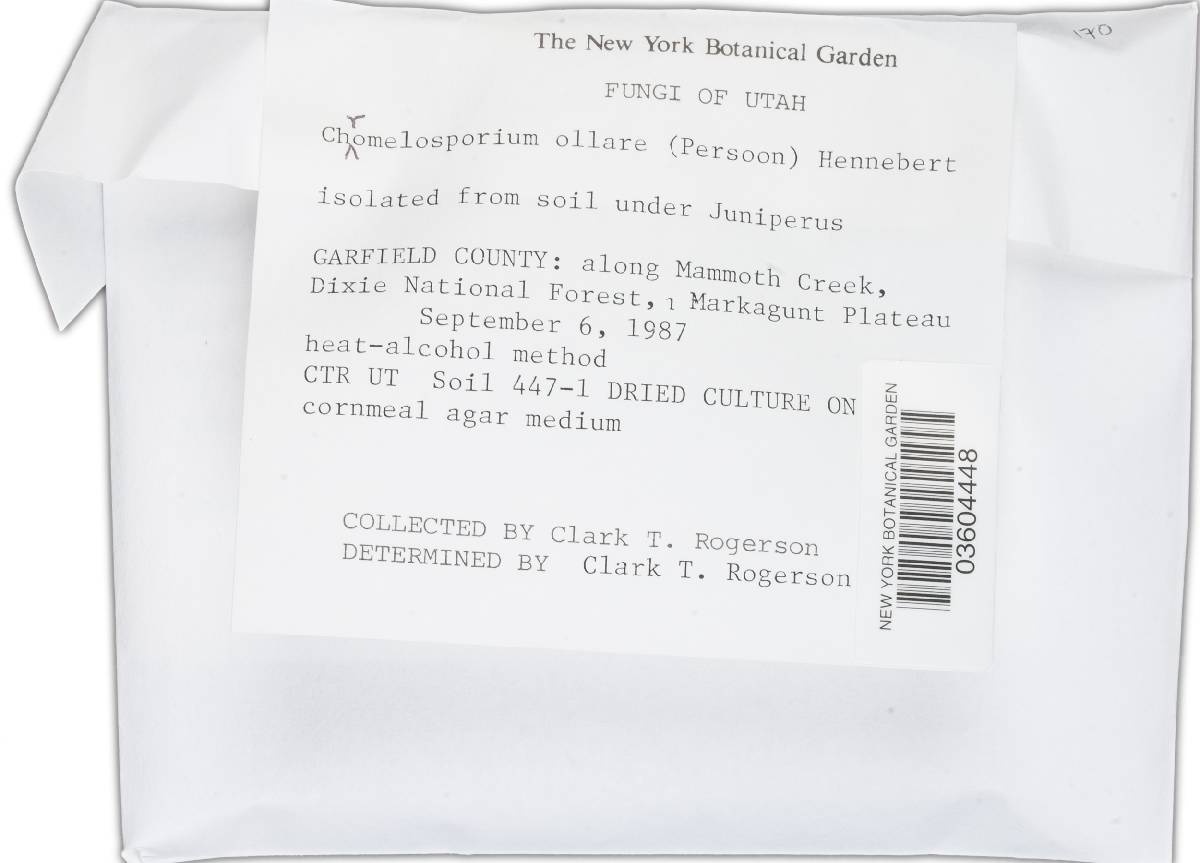 170
The New York Botanical Garden
FUNGI OF UTAH
Chromelosporium ollare (Persoon) Hennebert
isolated from soil under Juniperus
GARFIELD COUNTY: along Mammoth Creek,
Dixie National Forest, Markagunt Plateau
September 6, 1987
heat-alcohol method
CTR UT Soil 447-1 DRIED CULTURE ON
cornmeal agar medium
COLLECTED BY Clark T. Rogerson
DETERMINED BY Clark T. Rogerson
NEW YORK BOTANICAL GARDEN
03604448